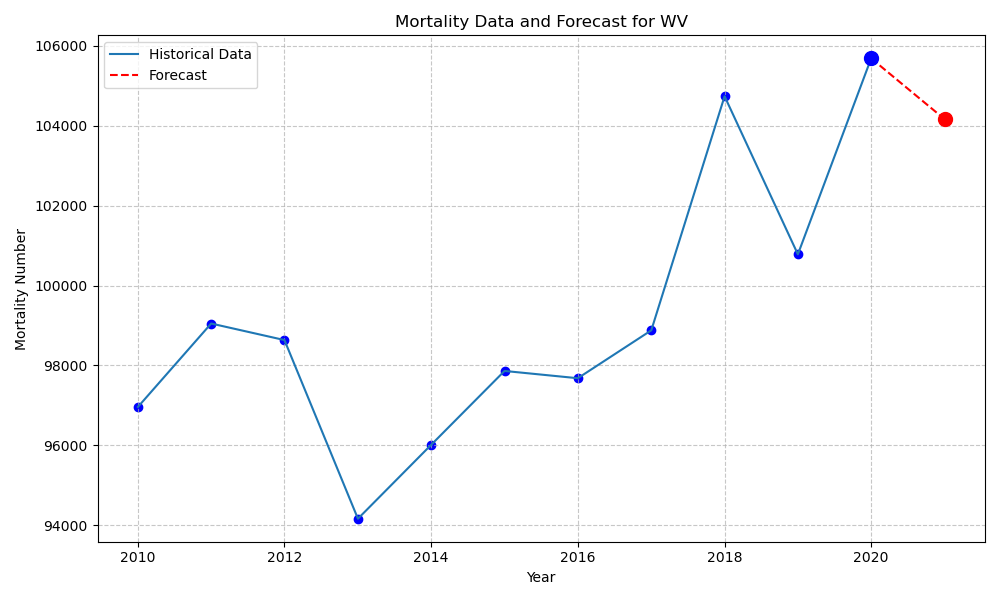 Mortality Data and Forecast for WV
Historical Data
Forecast
106000
104000
102000
100000
98000
96000
94000
Mortality Number
2010 2012 2014 2016 2018 2020
Year